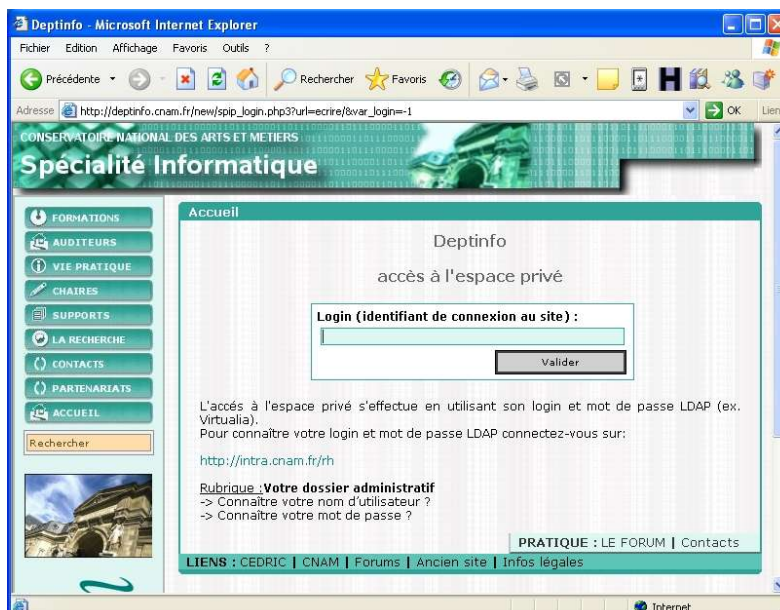 Deptinfo - Microsoft Internet Explorer
Fichier Edition Affichage Favoris Outils ?
Précédente Rechercher Favoris
Adresse http://deptinfo.cnam.fr/new/spip_login.php3?url=ecrire/&var_login=-1 OK Lien
CONSERVATOIRE NATIONAL DES ARTS ET METIERS
Spécialité Informatique
FORMATIONS
AUDITEURS
VIE PRATIQUE
CHAIRES
SUPPORTS
LA RECHERCHE
CONTACTS
PARTENARIATS
ACCUEIL
Rechercher
Accueil
Deptinfo
accès à l'espace privé
Login (identifiant de connexion au site) :
Valider
L'accés à l'espace privé s'effectue en utilisant son login et mot de passe LDAP (ex.
Virtualia).
Pour connaître votre login et mot de passe LDAP connectez-vous sur:
http://intra.cnam.fr/rh
Rubrique :Votre dossier administratif
-> Connaître votre nom d'utilisateur ?
-> Connaître votre mot de passe ?
PRATIQUE : LE FORUM | Contacts
LIENS : CEDRIC | CNAM | Forums | Ancien site | Infos légales
Internet